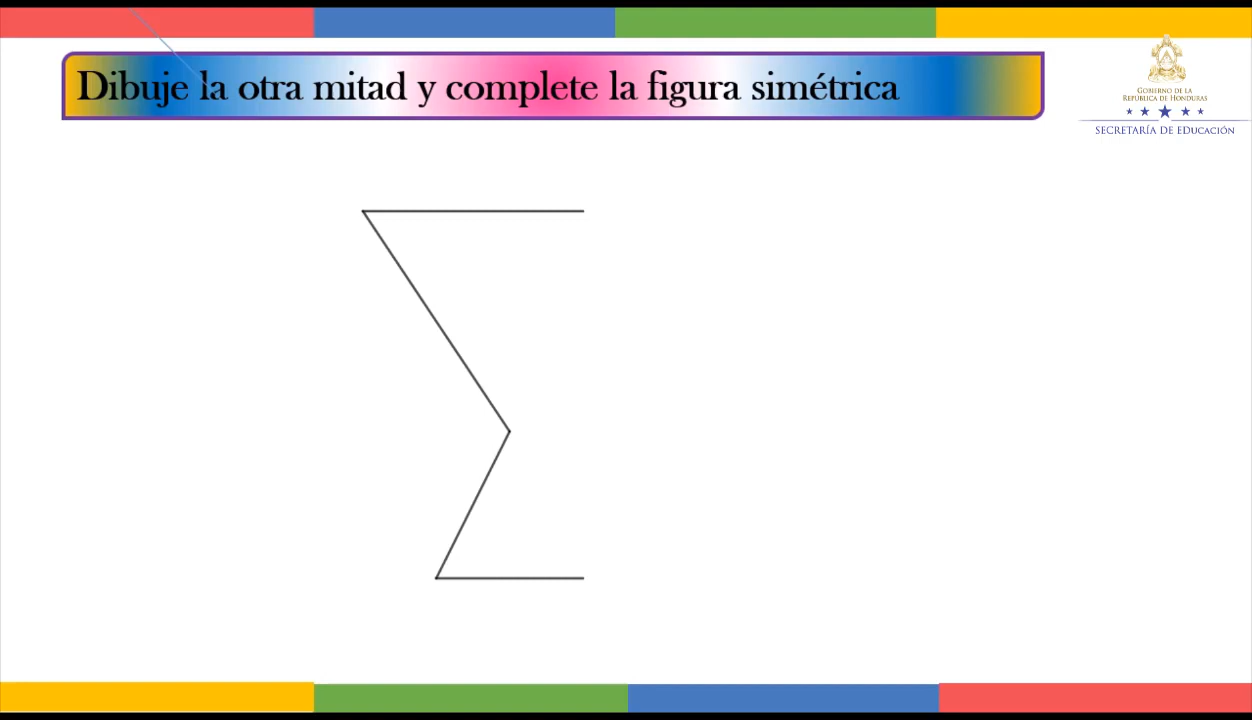 Dibuje la otra mitad y complete la figura simétrica
GOBIERNO DE LA
REPÚBLICA DE HONDURAS
SECRETARÍA DE EDUCACIÓN